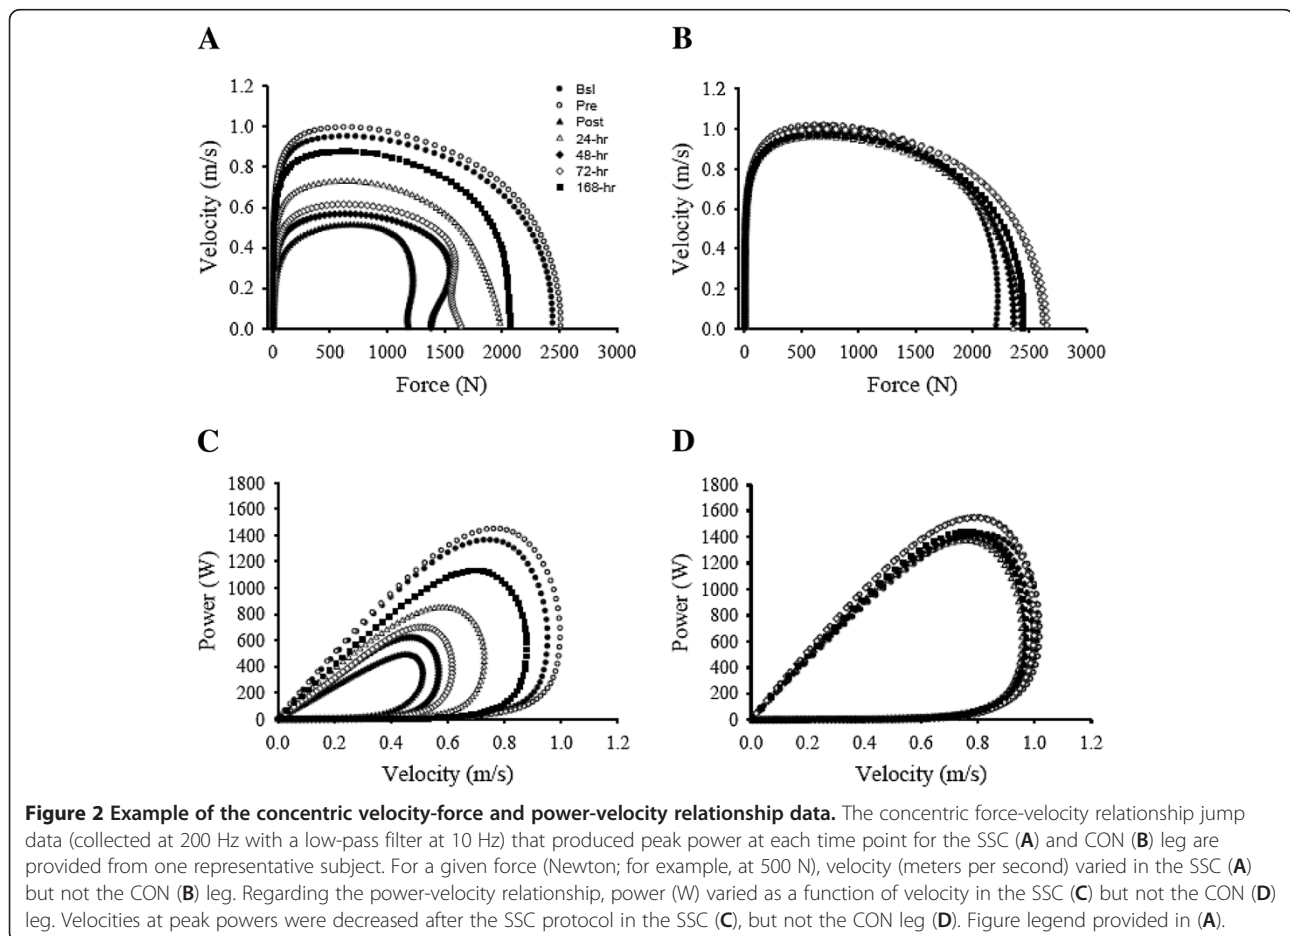 A
B
1.2
1.0
0.8
0.6
0.4
0.2
0.0
Velocity (m/s)
0 500 1000 1500 2000 2500 3000
Force (N)
Bsl
Pre
Post
24-hr
48-hr
72-hr
168-hr
1.2
1.0
0.8
0.6
0.4
0.2
0.0
Velocity (m/s)
0 500 1000 1500 2000 2500 3000
Force (N)
C
D
1800
1600
1400
1200
1000
800
600
400
200
0
Power (W)
0.0 0.2 0.4 0.6 0.8 1.0 1.2
Velocity (m/s)
1800
1600
1400
1200
1000
800
600
400
200
0
Power (W)
0.0 0.2 0.4 0.6 0.8 1.0 1.2
Velocity (m/s)
Figure 2 Example of the concentric velocity-force and power-velocity relationship data. The concentric force-velocity relationship jump
data (collected at 200 Hz with a low-pass filter at 10 Hz) that produced peak power at each time point for the SSC (A) and CON (B) leg are
provided from one representative subject. For a given force (Newton; for example, at 500 N), velocity (meters per second) varied in the SSC (A)
but not the CON (B) leg. Regarding the power-velocity relationship, power (W) varied as a function of velocity in the SSC (C) but not the CON (D)
leg. Velocities at peak powers were decreased after the SSC protocol in the SSC (C), but not the CON leg (D). Figure legend provided in (A).